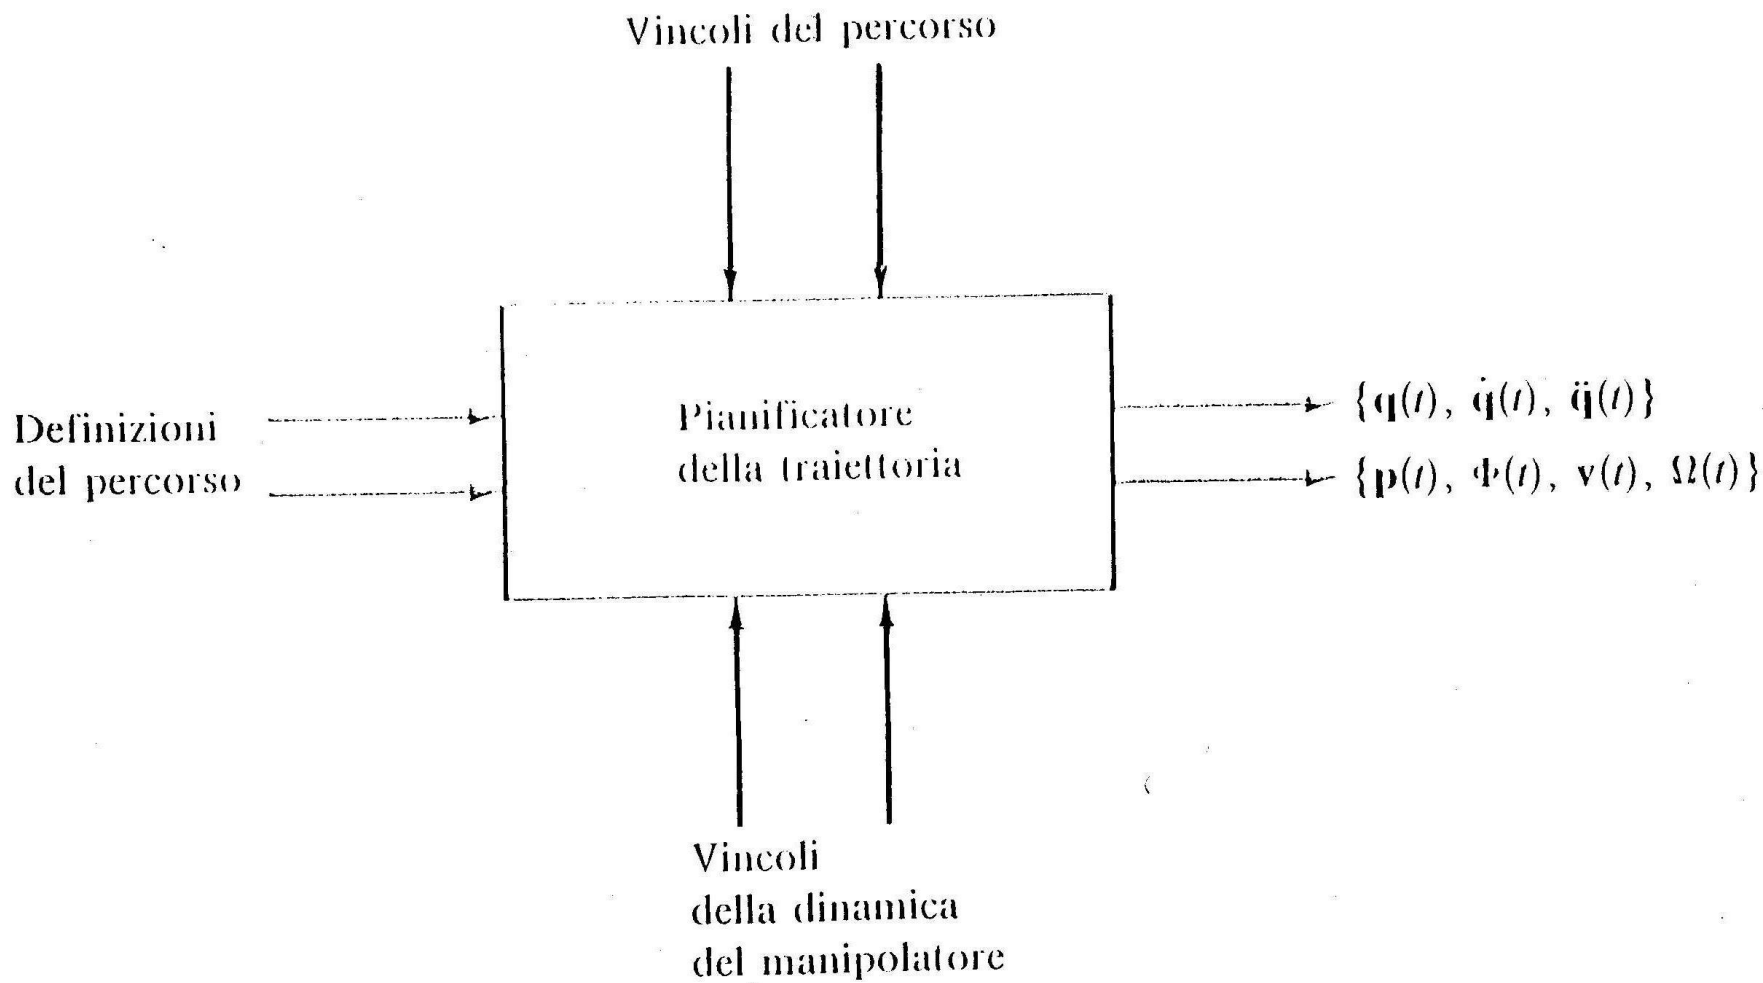 Vincoli del percorso
Definizioni
del percorso
Pianificatore
della traiettoria
{q(t), q̇(t), q̈(t)}
{p(t), Φ(t), v(t), Ω(t)}
Vincoli
della dinamica
del manipolatore